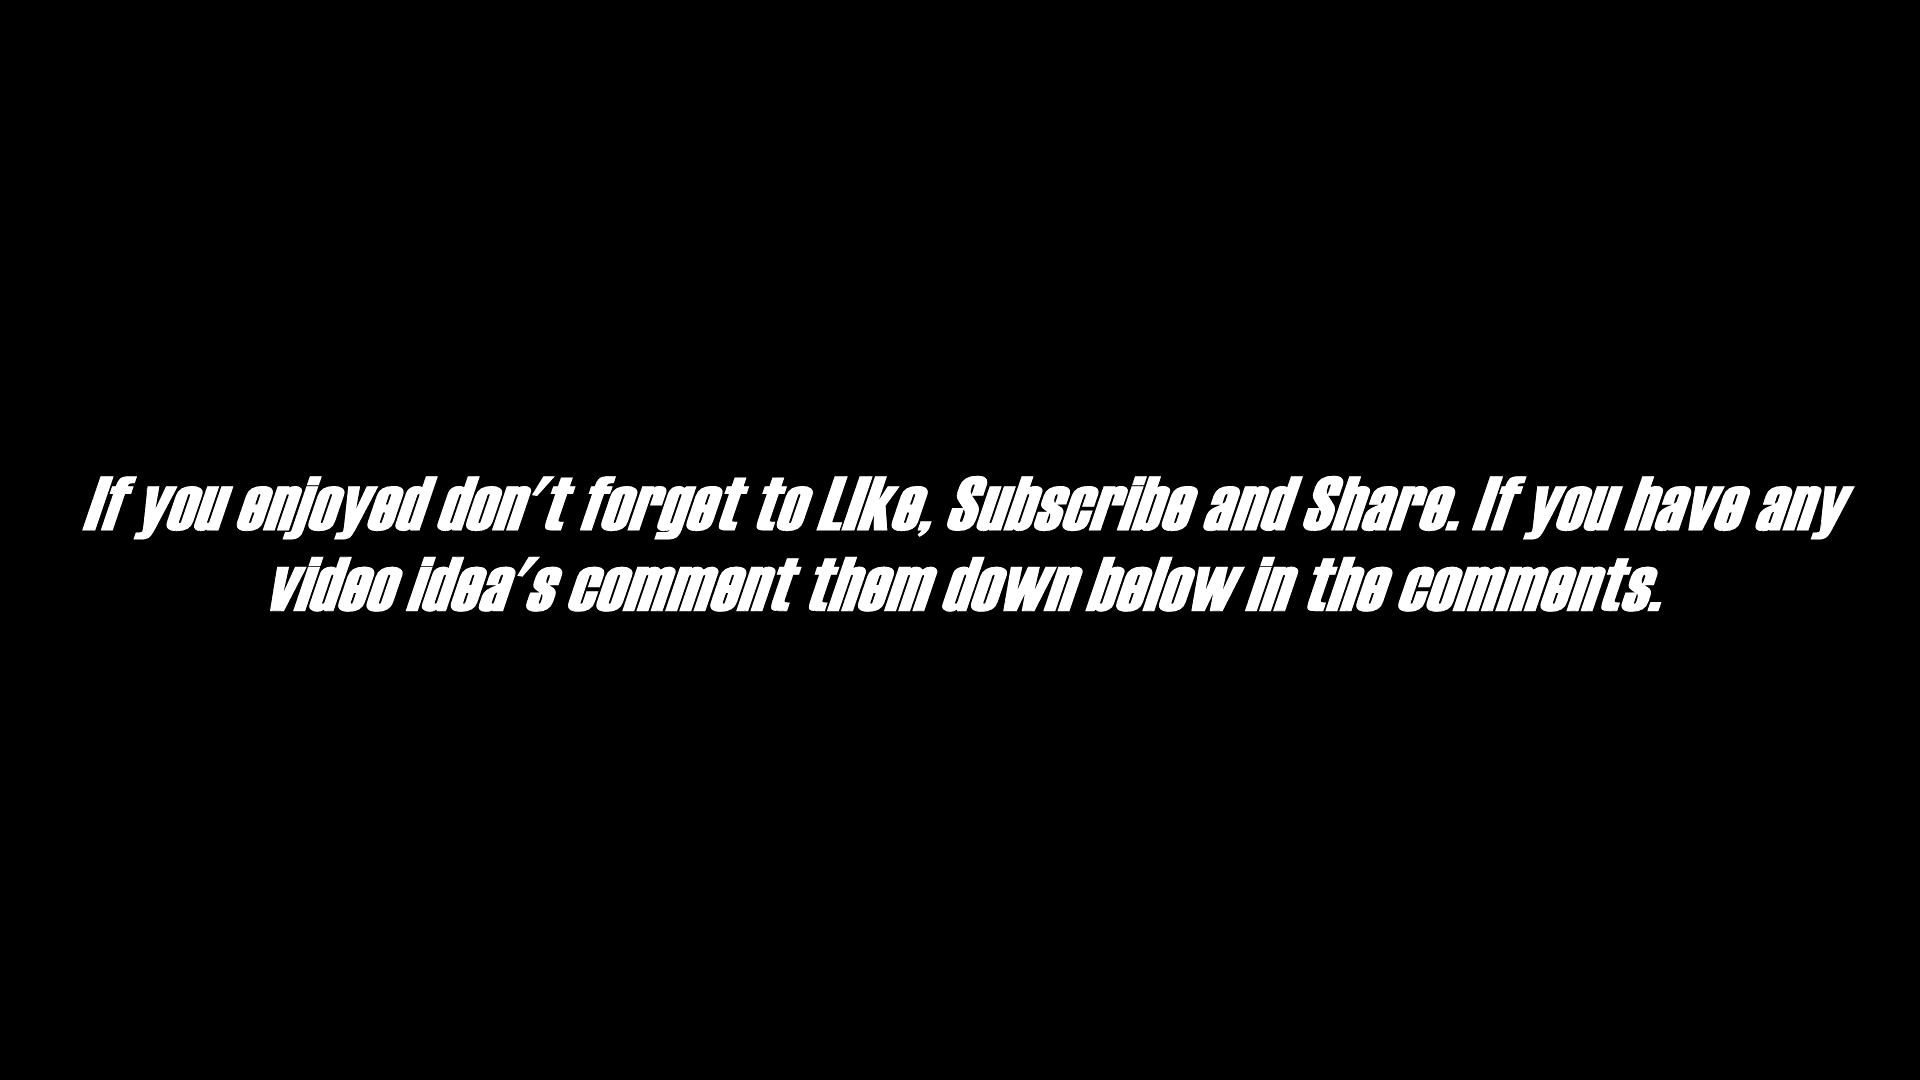 If you enjoyed don't forget to LIke, Subscribe and Share. If you have any
video idea's comment them down below in the comments.